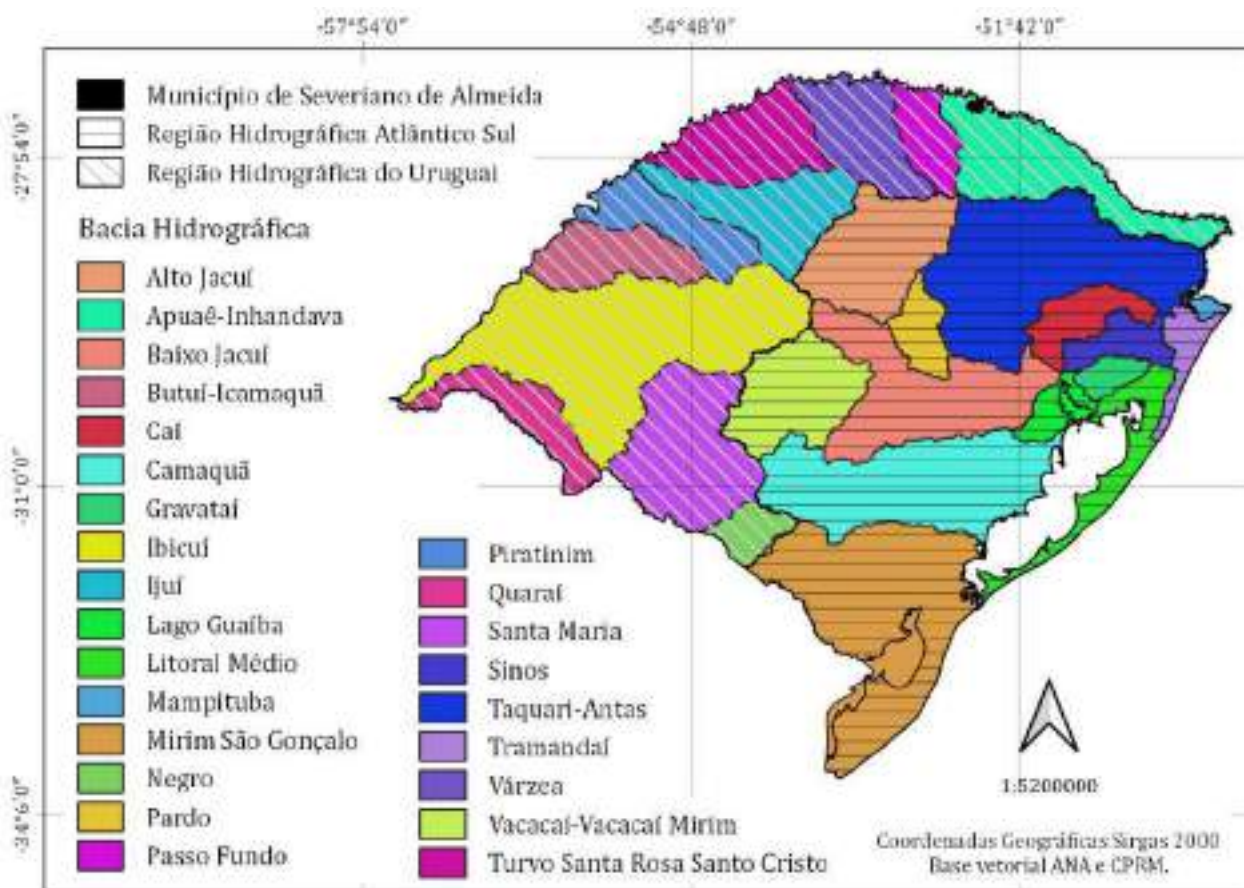 -57°54'0"
-54°48'0"
-51°42'0"
-27°54'0"
-31°0'0"
-34°6'0"
Município de Severiano de Almeida
Região Hidrográfica Atlântico Sul
Região Hidrográfica do Uruguai
Bacia Hidrográfica
Alto Jacuí
Apuaê-Inhandava
Baixo Jacuí
Butuí-Icamaquã
Caí
Camaquã
Gravataí
Ibicuí
Ijuí
Lago Guaíba
Litoral Médio
Mampituba
Mirim São Gonçalo
Negro
Pardo
Passo Fundo
Piratinim
Quaraí
Santa Maria
Sinos
Taquari-Antas
Tramandaí
Várzea
Vacacaí-Vacacaí Mirim
Turvo Santa Rosa Santo Cristo
1:5200000
Coordenadas Geográficas Sirgas 2000
Base vetorial ANA e CPRM.